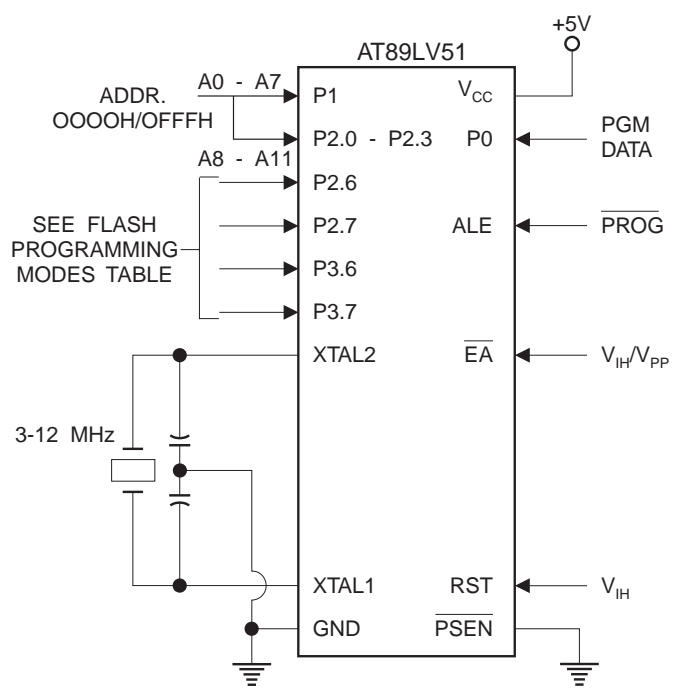 +5V
AT89LV51
A0 - A7
ADDR.
OOOOH/OFFFH
P1
VCC
P2.0 - P2.3
P0
PGM
DATA
A8 - A11
P2.6
SEE FLASH
PROGRAMMING
MODES TABLE
P2.7
ALE
PROG
P3.6
P3.7
XTAL2
EA
VIH/VPP
3-12 MHz
XTAL1
RST
VIH
GND
PSEN